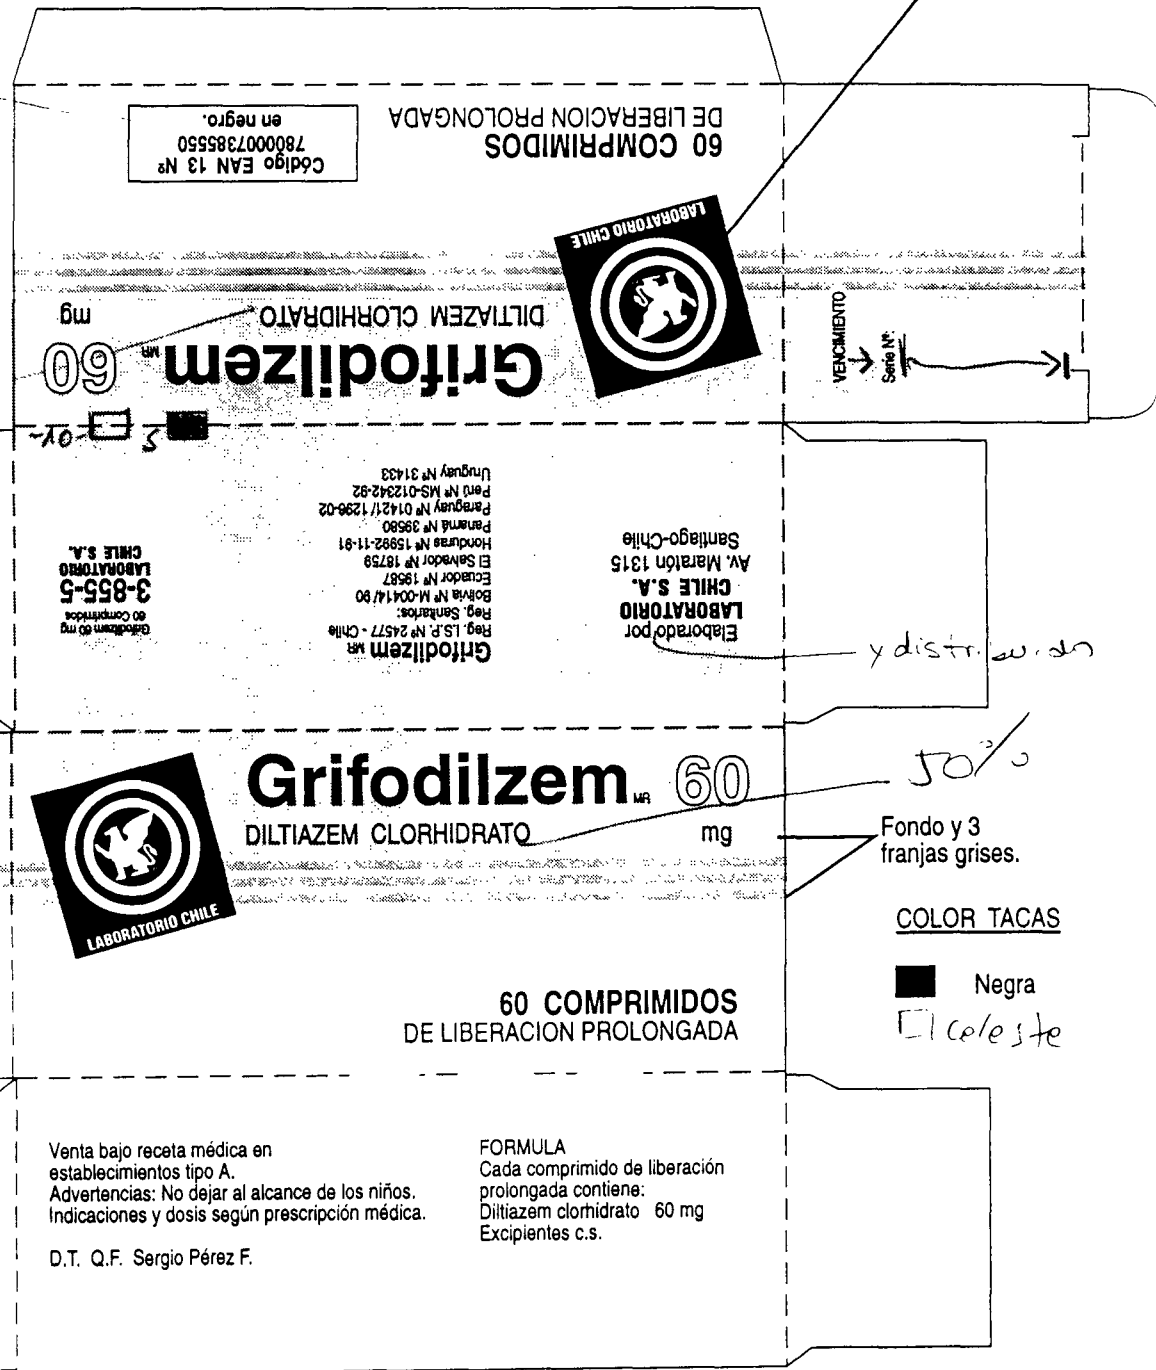 60 COMPRIMIDOS
DE LIBERACION PROLONGADA
Código EAN 13 Nº
7800007385550
en negro.
LABORATORIO CHILE
Grifodilzem MR 60
DILTIAZEM CLORHIDRATO mg
VENCIMIENTO
Serie Nº:
Elaborado por
LABORATORIO
CHILE S.A.
Av. Maratón 1315
Santiago-Chile
y distribuido
Grifodilzem MR
Reg. I.S.P. Nº 24577 - Chile
Reg. Sanitarios:
Bolivia Nº M-00414/90
Ecuador Nº 19587
El Salvador Nº 18759
Honduras Nº 15992-11-91
Panamá Nº 39580
Paraguay Nº 01421/1296-02
Perú Nº MS-012342-92
Uruguay Nº 31433
Grifodilzem 60 mg
60 Comprimidos
3-855-5
LABORATORIO
CHILE S.A.
Grifodilzem MR 60
DILTIAZEM CLORHIDRATO mg
50%
LABORATORIO CHILE
Fondo y 3
franjas grises.
COLOR TACAS
Negra
celeste
60 COMPRIMIDOS
DE LIBERACION PROLONGADA
Venta bajo receta médica en
establecimientos tipo A.
Advertencias: No dejar al alcance de los niños.
Indicaciones y dosis según prescripción médica.
D.T. Q.F. Sergio Pérez F.
FORMULA
Cada comprimido de liberación
prolongada contiene:
Diltiazem clorhidrato 60 mg
Excipientes c.s.